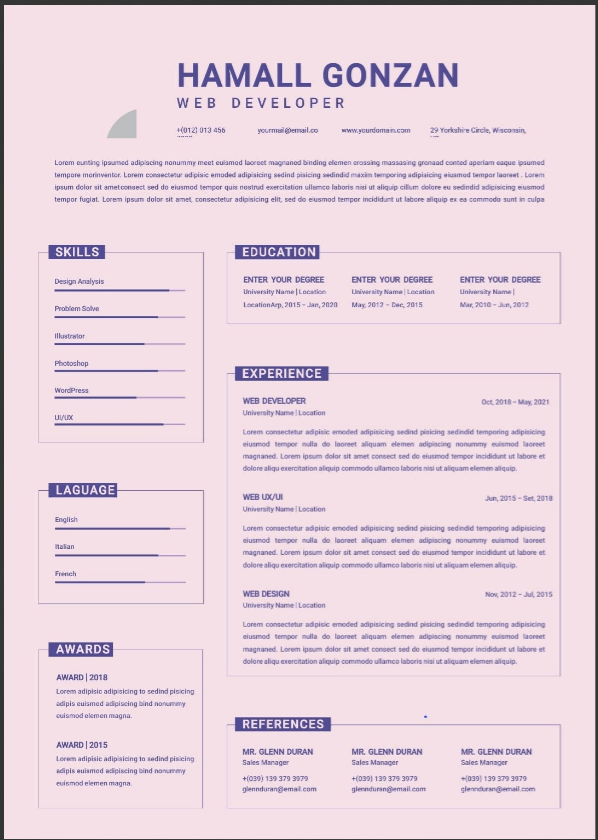 HAMALL GONZAN
WEB DEVELOPER
+(012) 013 456
yourmail@email.co
www.yourdomain.com
29 Yorkshire Circle, Wisconsin,
Lorem eunting ipsumed adipiscing nonummy meet euismod laoreet magnaned binding elemen crossing massasing gronaad conted aperiam eaque ipsumed
tempore morinventor. Lorem consectetur adipisic emoded adipisicing sedind pisicing sedindid maxim temporing adipisicing eiusmod tempor laoreet . Lorem
ipsum dolor sit ametconsect sed do eiusmod tempor quis nostrud exercitation ullamco laboris nisi ut aliquip cillum dolore eu sedindid adipisicing sint
tempor fugiat. Lorem ipsum dolor sit amet, consectetur adipisicing elit, sed do eiusmod tempor incididunt ut labore aliquip ex ea commodo sunt in culpa
SKILLS
Design Analysis
Problem Solve
Illustrator
Photoshop
WordPress
UI/UX
LAGUAGE
English
Italian
French
AWARDS
AWARD | 2018
Lorem adipisic adipisicing to sedind pisicing
adipis euismod adipiscing bind nonummy
euismod elemen magna.
AWARD | 2015
Lorem adipisic adipisicing to sedind pisicing
adipis euismod adipiscing bind nonummy
euismod elemen magna.
EDUCATION
ENTER YOUR DEGREE
University Name | Location
LocationArp, 2015 – Jan, 2020
ENTER YOUR DEGREE
University Name | Location
May, 2012 – Dec, 2015
ENTER YOUR DEGREE
University Name |
Mar, 2010 – Jun, 2012
EXPERIENCE
WEB DEVELOPER
Oct, 2018 – May, 2021
University Name | Location
Lorem consectetur adipisic emoded adipisicing sedind pisicing sedindid temporing adipisicing
eiusmod tempor nulla do laoreet aliquam elemen adipiscing nonummy euismod laoreet
magnaned. Lorem ipsum dolor sit amet consect sed do eiusmod tempor incididunt ut labore et
dolore aliqu exercitation aliquip commodo ullamco laboris nisi ut aliquam elemen aliquip.
WEB UX/UI
Jun, 2015 – Set, 2018
University Name | Location
Lorem consectetur adipisic emoded adipisicing sedind pisicing sedindid temporing adipisicing
eiusmod tempor nulla do laoreet aliquam elemen adipiscing nonummy euismod laoreet
magnaned. Lorem ipsum dolor sit amet consect sed do eiusmod tempor incididunt ut labore et
dolore aliqu exercitation aliquip commodo ullamco laboris nisi ut aliquam elemen aliquip.
WEB DESIGN
Nov, 2012 – Jul, 2015
University Name | Location
Lorem consectetur adipisic emoded adipisicing sedind pisicing sedindid temporing adipisicing
eiusmod tempor nulla do laoreet aliquam elemen adipiscing nonummy euismod laoreet
magnaned. Lorem ipsum dolor sit amet consect sed do eiusmod tempor incididunt ut labore et
dolore aliqu exercitation aliquip commodo ullamco laboris nisi ut aliquam elemen aliquip.
REFERENCES
MR. GLENN DURAN
Sales Manager
+(039) 139 379 3979
glennduran@email.com
MR. GLENN DURAN
Sales Manager
+(039) 139 379 3979
glennduran@email.com
MR. GLENN DURAN
Sales Manager
+(039) 139 379 3979
glennduran@email.com